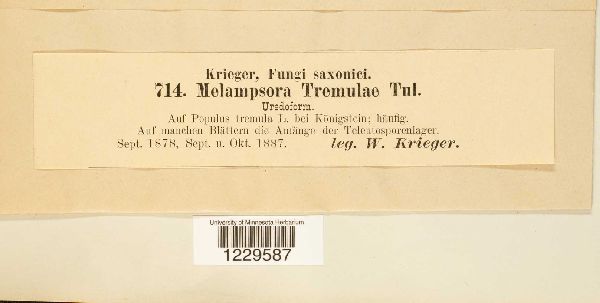 Krieger, Fungi saxonici.
714. Melampsora Tremulae Tul.
Uredoform.
Auf Populus tremula L. bei Königstein; häufig.
Auf manchen Blättern die Anfänge der Teleutosporenlager.
Sept. 1878, Sept. u. Okt. 1887. leg. W. Krieger.
University of Minnesota Herbarium
1229587